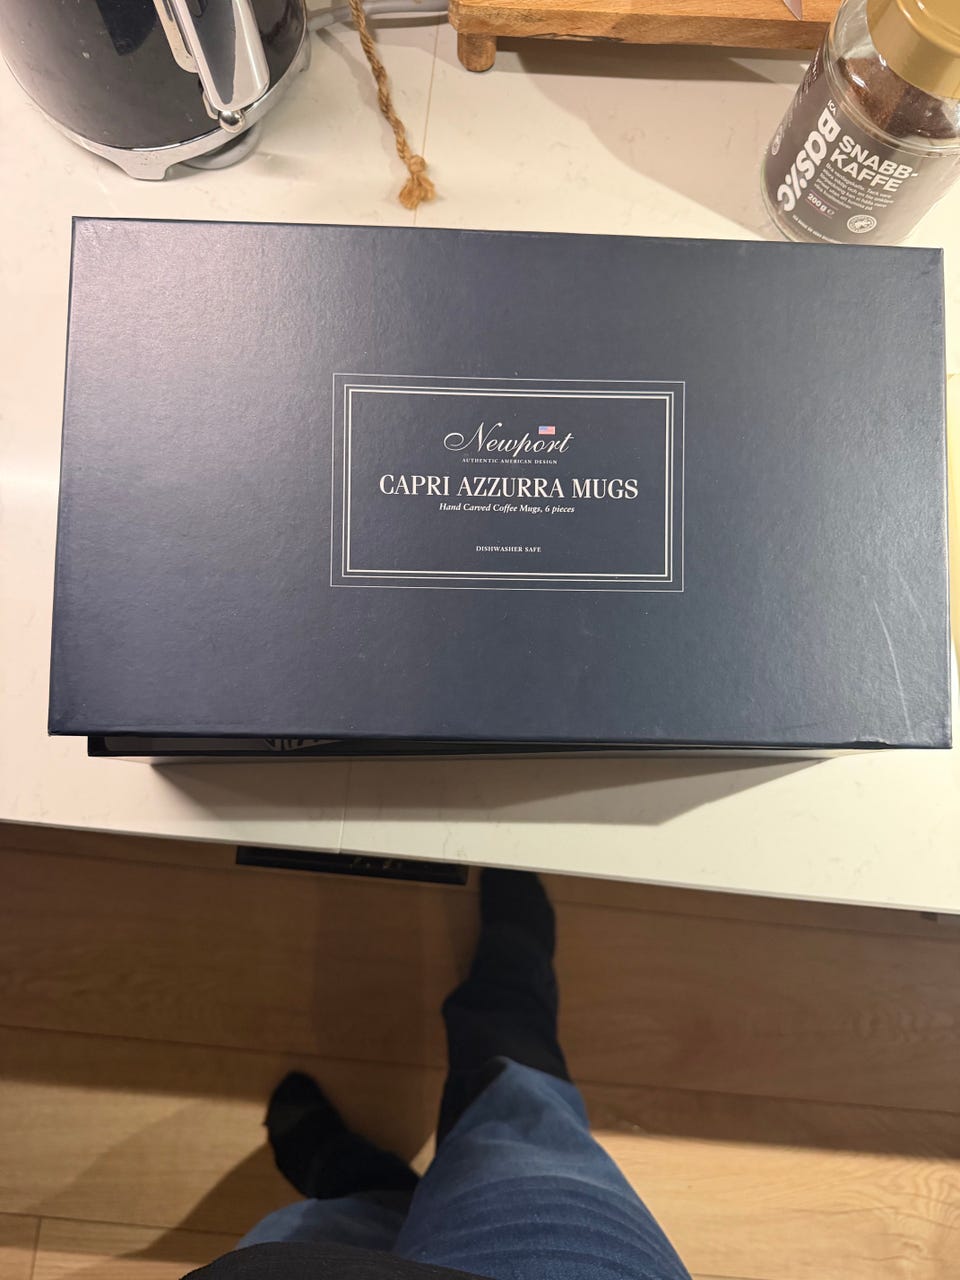 ICA
Basic
SNABB-
KAFFE
200 g e
Newport
AUTHENTIC AMERICAN DESIGN
CAPRI AZZURRA MUGS
Hand Carved Coffee Mugs, 6 pieces
DISHWASHER SAFE